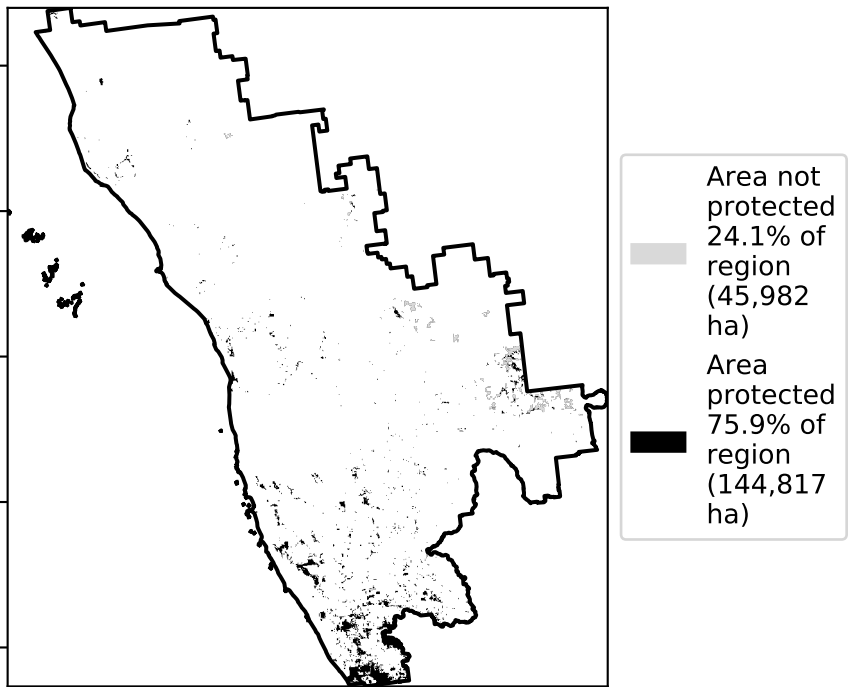 Area not
protected
24.1% of
region
(45,982
ha)
Area
protected
75.9% of
region
(144,817
ha)